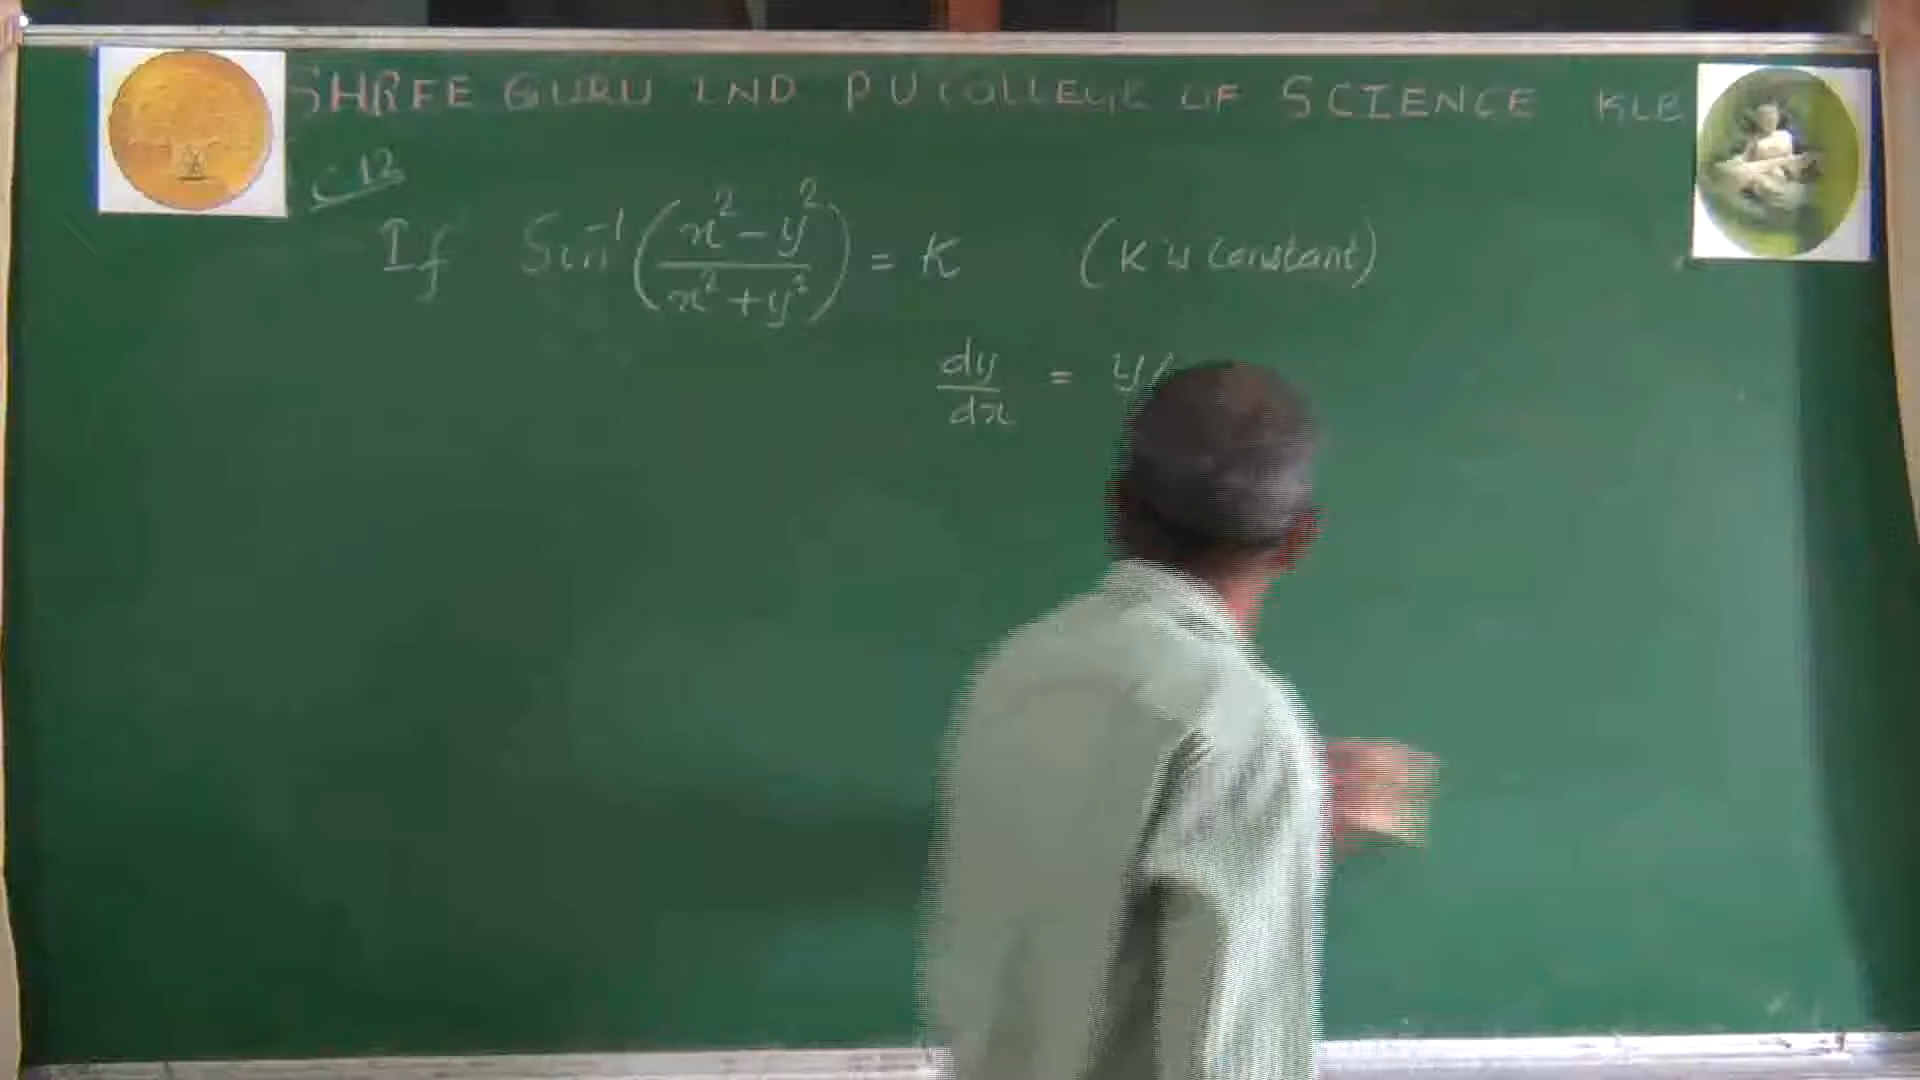 SHREE GURU IND PU COLLEGE OF SCIENCE KLB
12
If Sin⁻¹(x²-y²/x²+y²) = K (K is constant)
dy/dx = y/